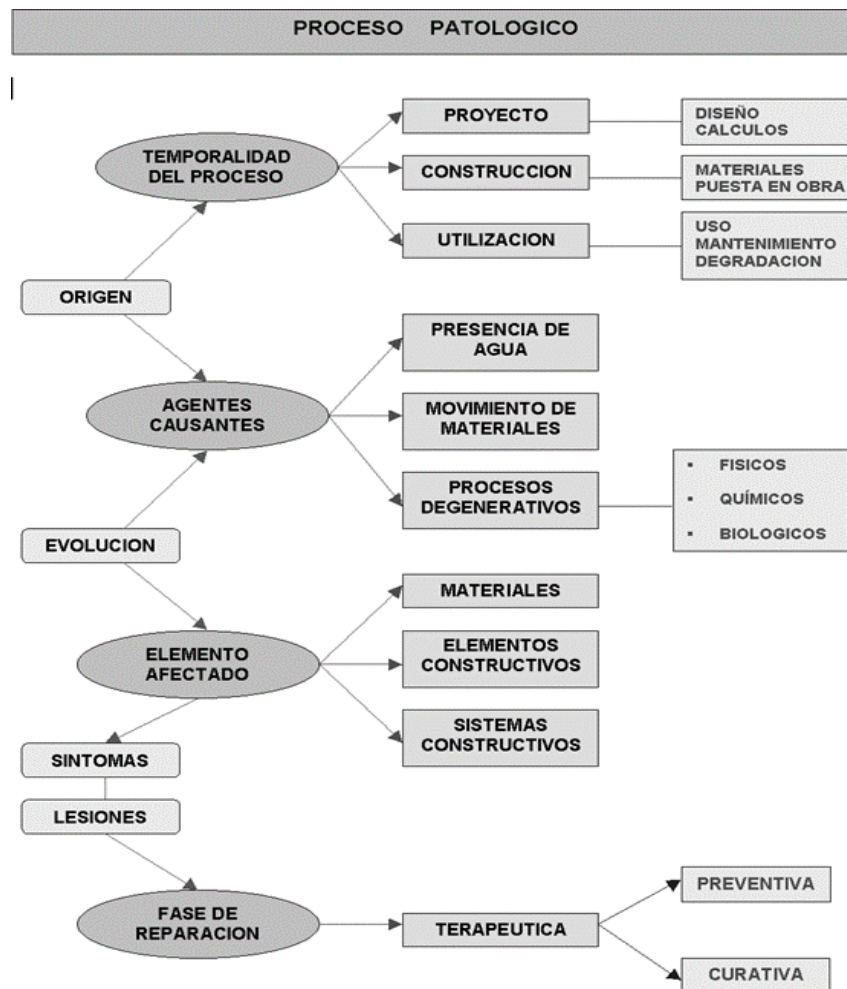 PROCESO PATOLOGICO
TEMPORALIDAD
DEL PROCESO
PROYECTO
DISEÑO
CALCULOS
CONSTRUCCION
MATERIALES
PUESTA EN OBRA
UTILIZACION
USO
MANTENIMIENTO
DEGRADACION
ORIGEN
AGENTES
CAUSANTES
PRESENCIA DE
AGUA
MOVIMIENTO DE
MATERIALES
PROCESOS
DEGENERATIVOS
▪ FISICOS
▪ QUÍMICOS
▪ BIOLOGICOS
EVOLUCION
ELEMENTO
AFECTADO
MATERIALES
ELEMENTOS
CONSTRUCTIVOS
SISTEMAS
CONSTRUCTIVOS
SINTOMAS
LESIONES
FASE DE
REPARACION
TERAPEUTICA
PREVENTIVA
CURATIVA